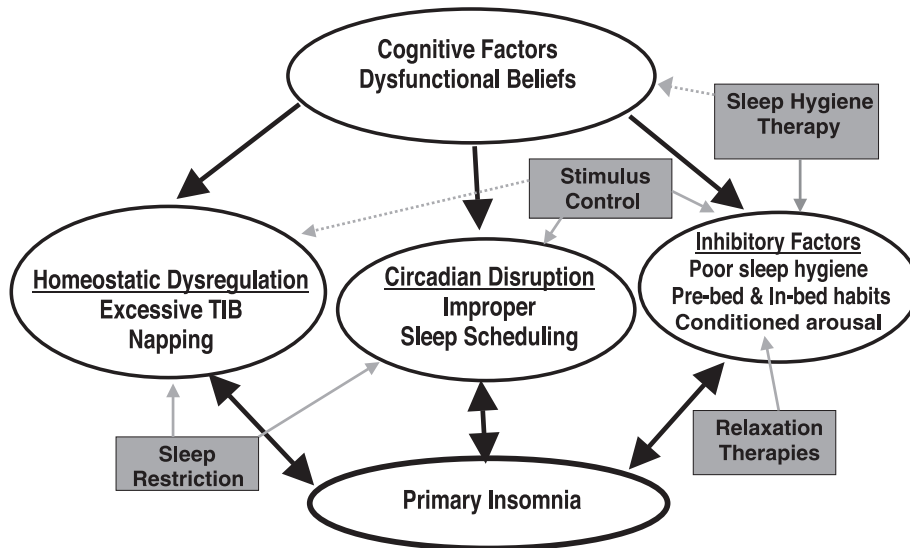 Cognitive Factors
Dysfunctional Beliefs
Sleep Hygiene
Therapy
Stimulus
Control
Homeostatic Dysregulation
Excessive TIB
Napping
Circadian Disruption
Improper
Sleep Scheduling
Inhibitory Factors
Poor sleep hygiene
Pre-bed & In-bed habits
Conditioned arousal
Sleep
Restriction
Relaxation
Therapies
Primary Insomnia